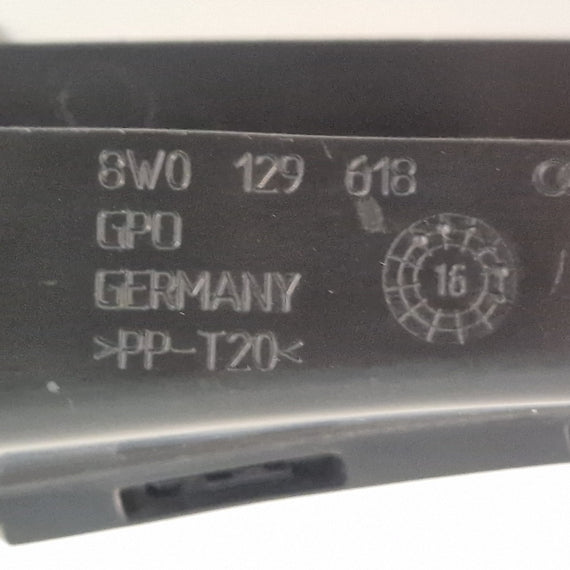 8W0 129 618
GPO
GERMANY
>PP-T20<
16